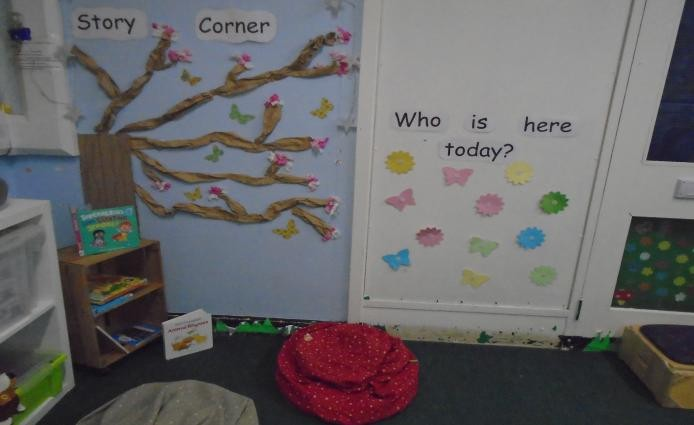 Story Corner
Who is here
today?
Animal Rhymes